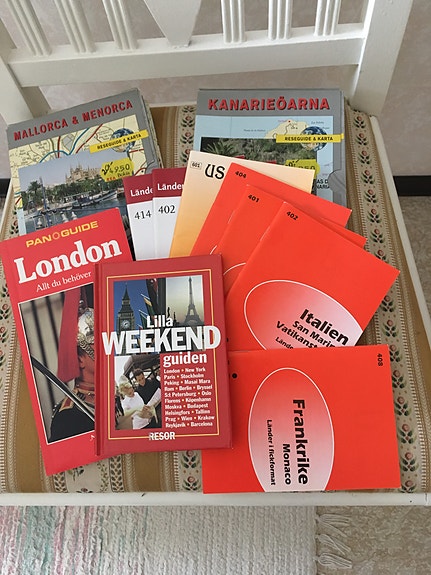 MALLORCA & MENORCA
RESEGUIDE & KARTA
KANARIEÖARNA
RESEGUIDE & KARTA
Länder
414
Länder
402
US
404
401
402
Italien
San Marino
Vatikan
Länder
PANOGUIDE
London
Allt du behöver
Lilla
WEEKEND
guiden
London • New York
Paris • Stockholm
Peking • Masai Mara
Rom • Berlin • Bryssel
S:t Petersburg • Oslo
Florens • Köpenhamn
Moskva • Budapest
Helsingfors • Tallinn
Prag • Wien • Krakow
Reykjavik • Barcelona
RESOR
408
Frankrike
Monaco
Länder i fickformat